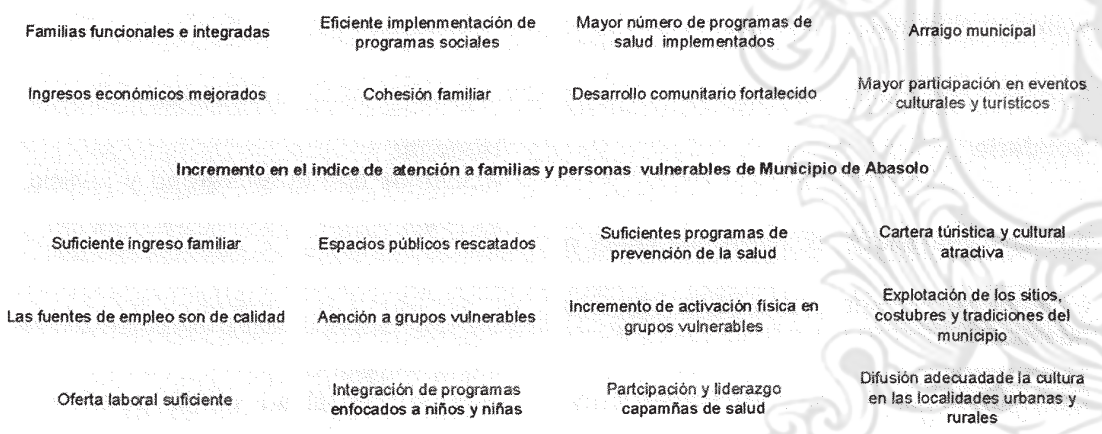 Familias funcionales e integradas
Eficiente implenmentación de
programas sociales
Mayor número de programas de
salud implementados
Arraigo municipal
Ingresos económicos mejorados
Cohesión familiar
Desarrollo comunitario fortalecido
Mayor participación en eventos
culturales y turísticos
Incremento en el indice de atención a familias y personas vulnerables de Municipio de Abasolo
Suficiente ingreso familiar
Espacios públicos rescatados
Suficientes programas de
prevención de la salud
Cartera túristica y cultural
atractiva
Las fuentes de empleo son de calidad
Aención a grupos vulnerables
Incremento de activación física en
grupos vulnerables
Explotación de los sitios,
costubres y tradiciones del
municipio
Oferta laboral suficiente
Integración de programas
enfocados a niños y niñas
Partcipación y liderazgo
capamñas de salud
Difusión adecuadade la cultura
en las localidades urbanas y
rurales